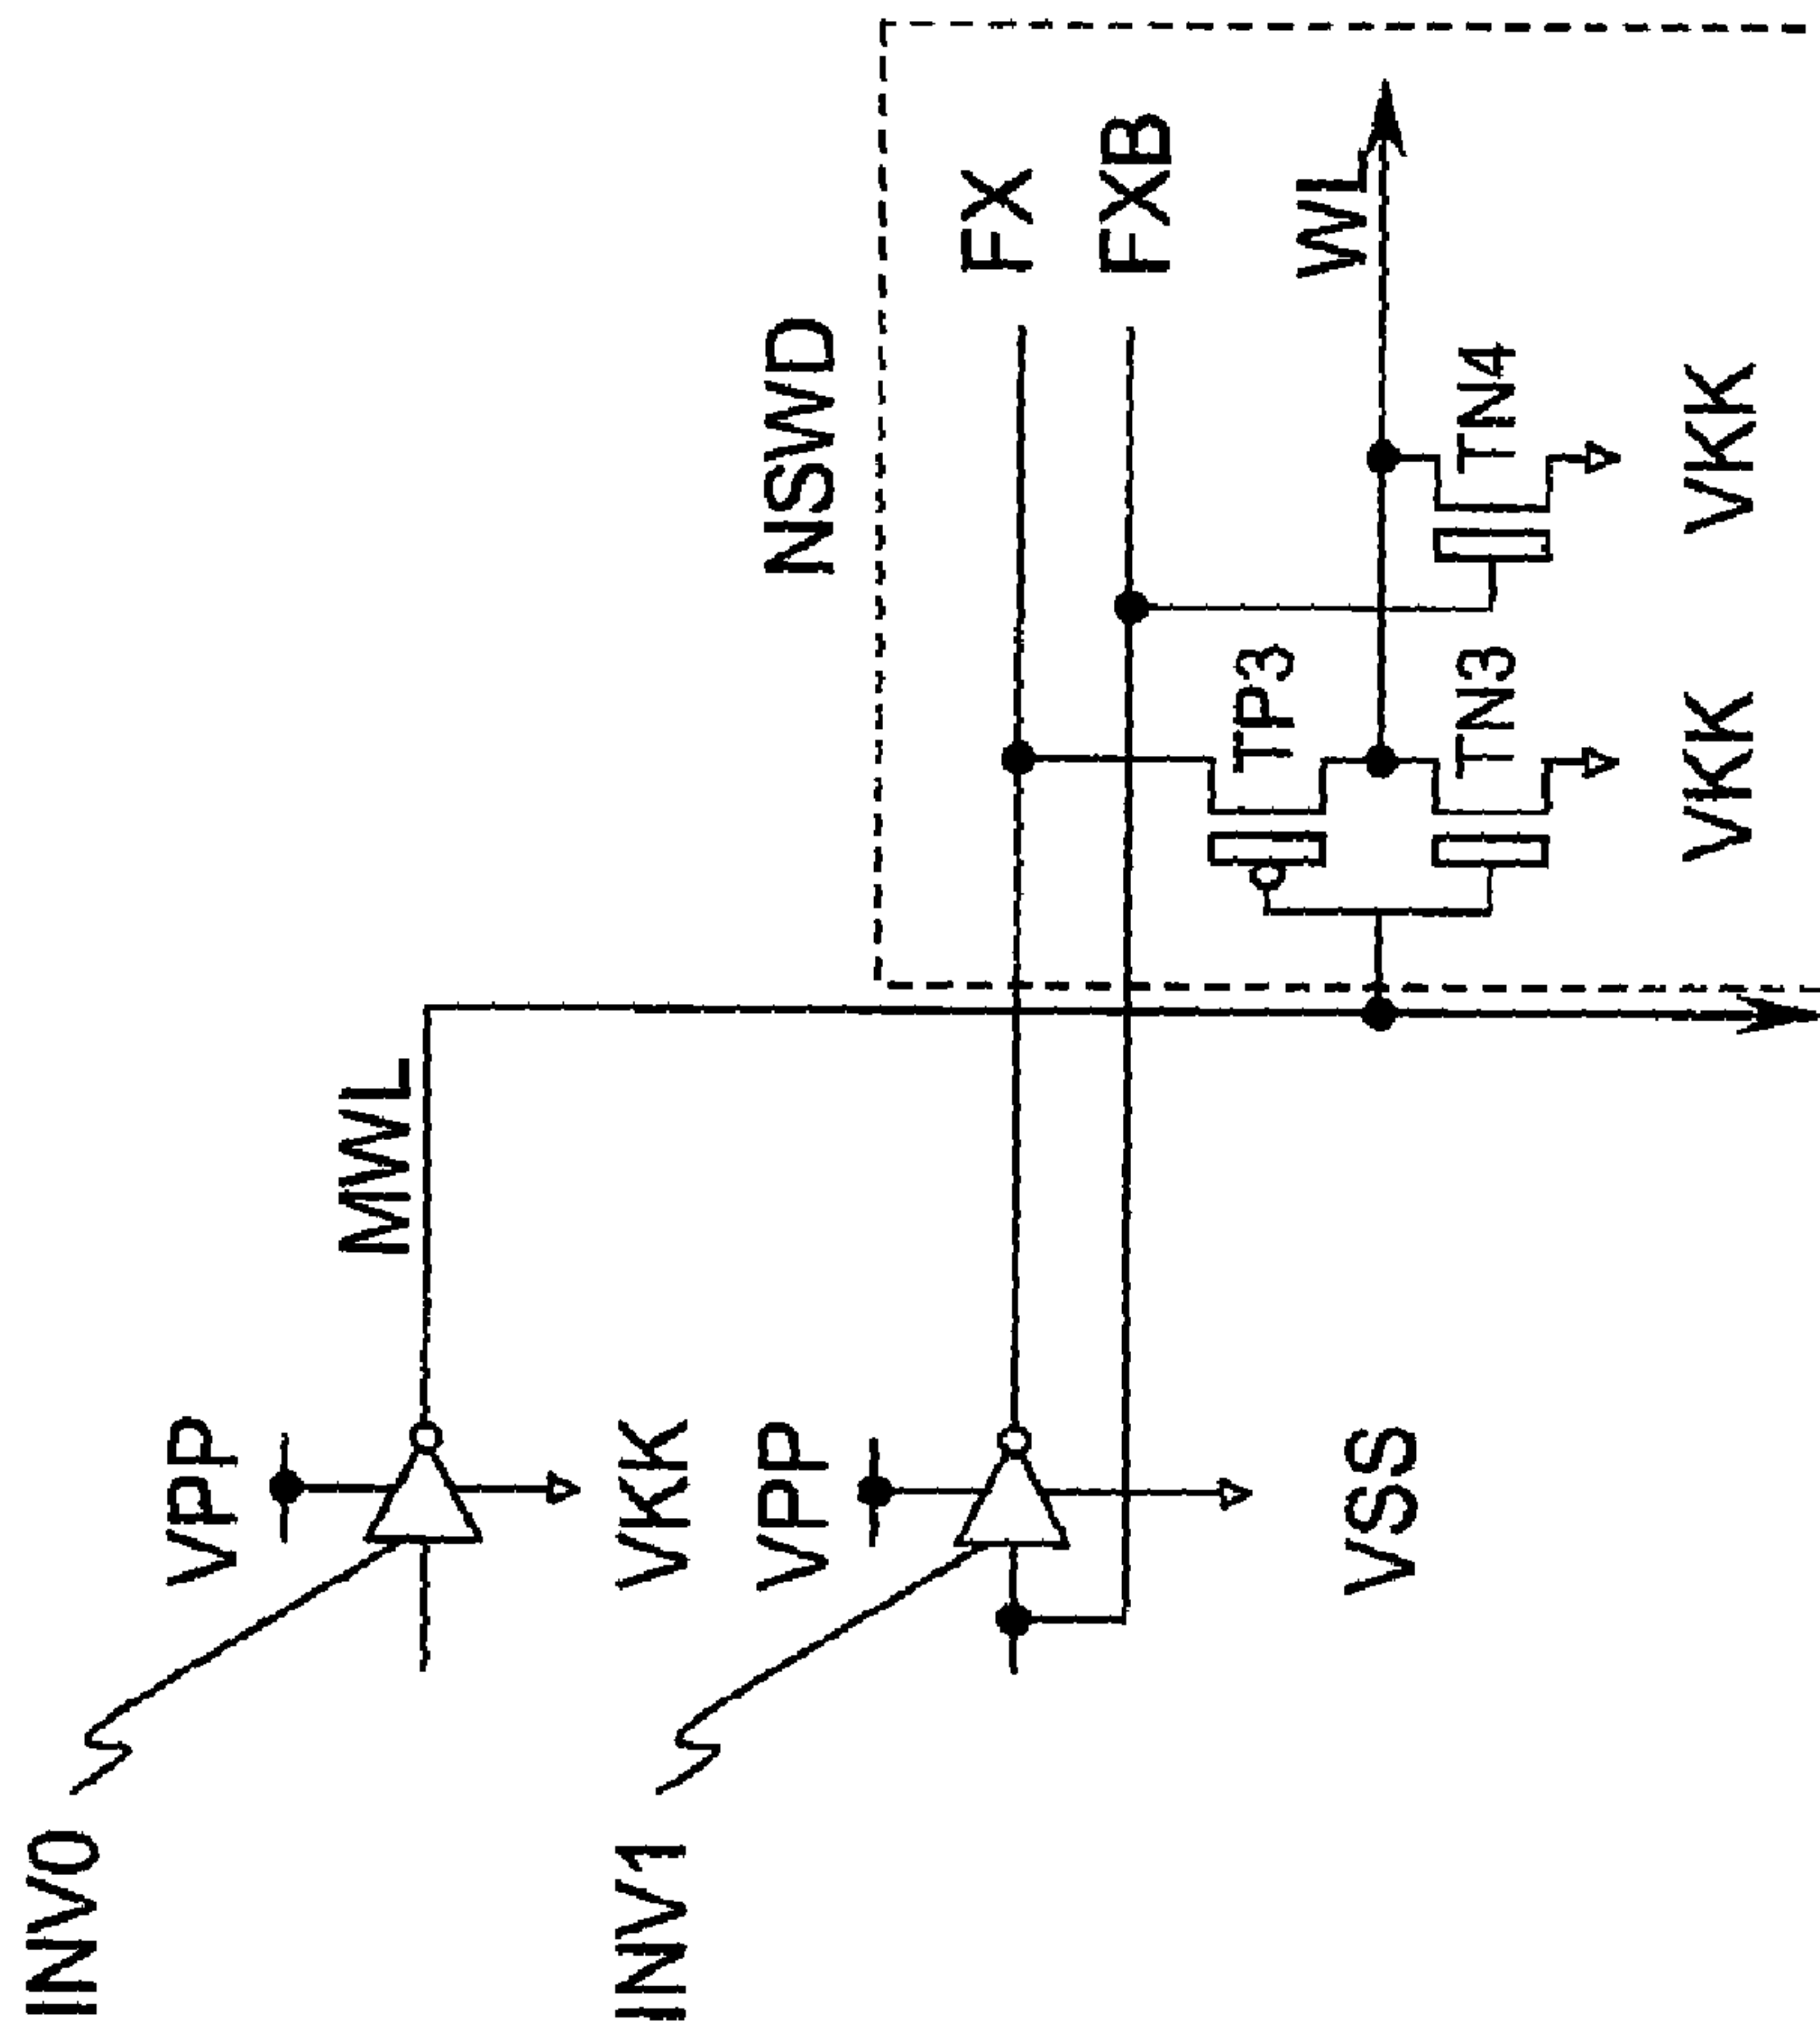 INV0
VPP
MWL
VKK
INV1
VPP
VSS
NSWD
FX
FXB
WL
TP3
TN3
TN4
VKK
VKK